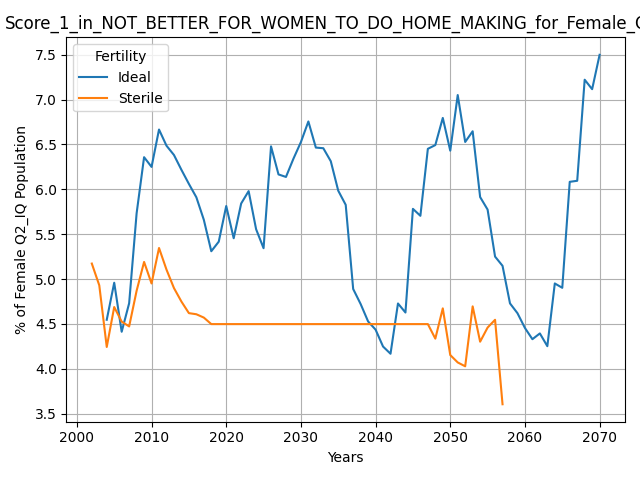 Score_1_in_NOT_BETTER_FOR_WOMEN_TO_DO_HOME_MAKING_for_Female_
Fertility
Ideal
Sterile
7.5
7.0
6.5
6.0
5.5
5.0
4.5
4.0
3.5
% of Female Q2_IQ Population
2000 2010 2020 2030 2040 2050 2060 2070
Years